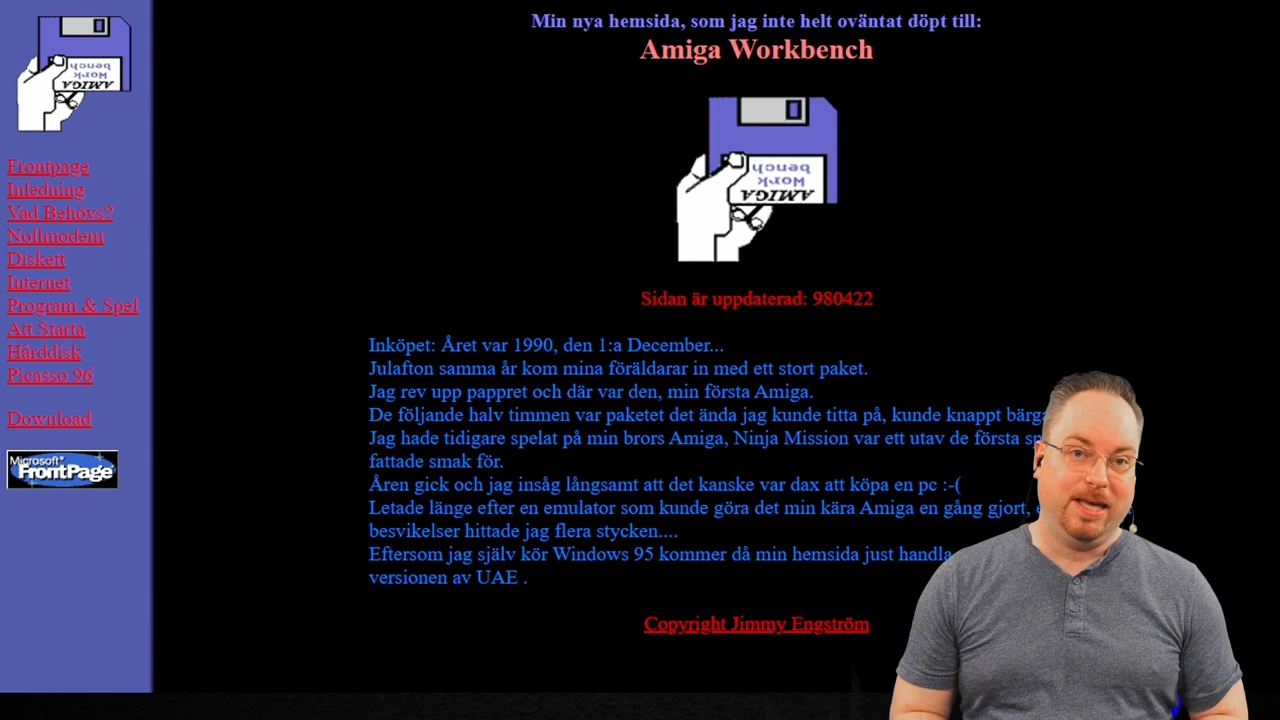 AMIGA
Work
bench
Frontpage
Inledning
Vad Behövs?
Nollmodem
Diskett
Internet
Program & Spel
Att Starta
Hårddisk
Picasso 96
Download
Microsoft®
FrontPage
Min nya hemsida, som jag inte helt oväntat döpt till:
Amiga Workbench
AMIGA
Work
bench
Sidan är uppdaterad: 980422
Inköpet: Året var 1990, den 1:a December...
Julafton samma år kom mina föräldarar in med ett stort paket.
Jag rev upp pappret och där var den, min första Amiga.
De följande halv timmen var paketet det ända jag kunde titta på, kunde knappt
Jag hade tidigare spelat på min brors Amiga, Ninja Mission var ett utav de första
fattade smak för.
Åren gick och jag insåg långsamt att det kanske var dax att köpa en pc :-(
Letade länge efter en emulator som kunde göra det min kära Amiga en gång gjort,
besvikelser hittade jag flera stycken....
Eftersom jag själv kör Windows 95 kommer då min hemsida just handla
versionen av UAE .
Copyright Jimmy Engström